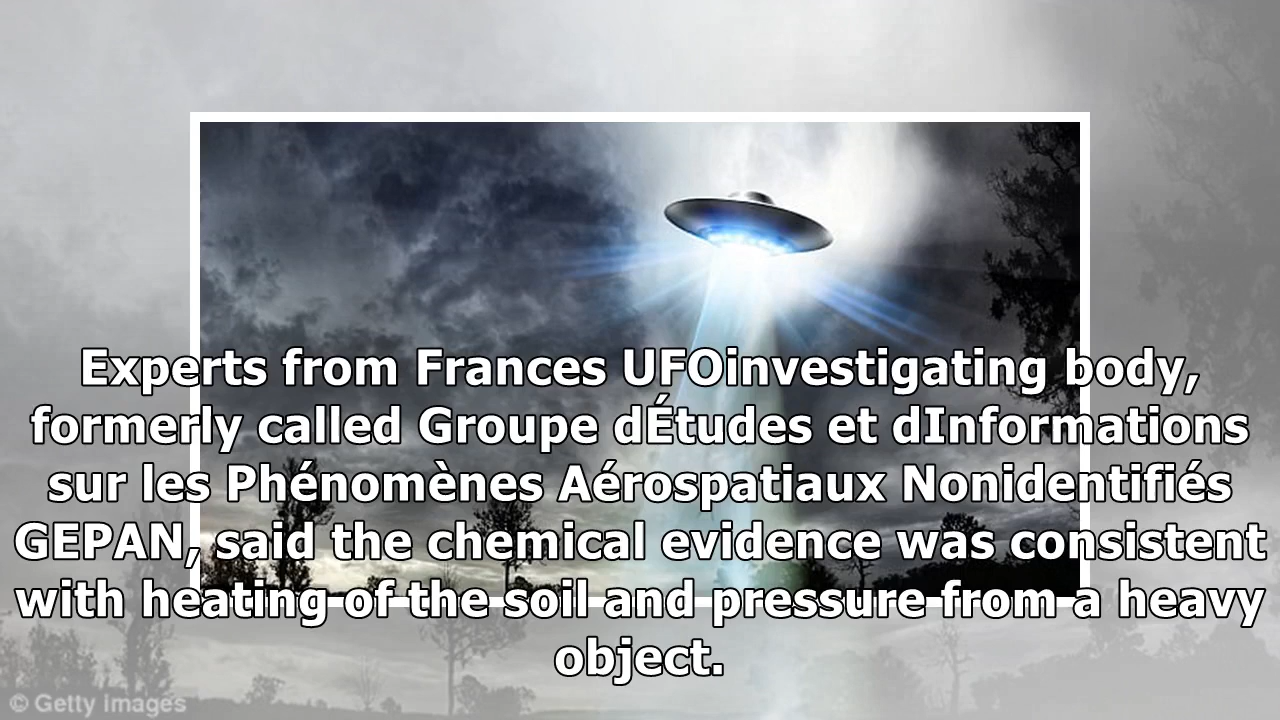 Experts from Frances UFOinvestigating body,
formerly called Groupe dÉtudes et dInformations
sur les Phénomènes Aérospatiaux Nonidentifiés
GEPAN, said the chemical evidence was consistent
with heating of the soil and pressure from a heavy
object.
© Getty Images